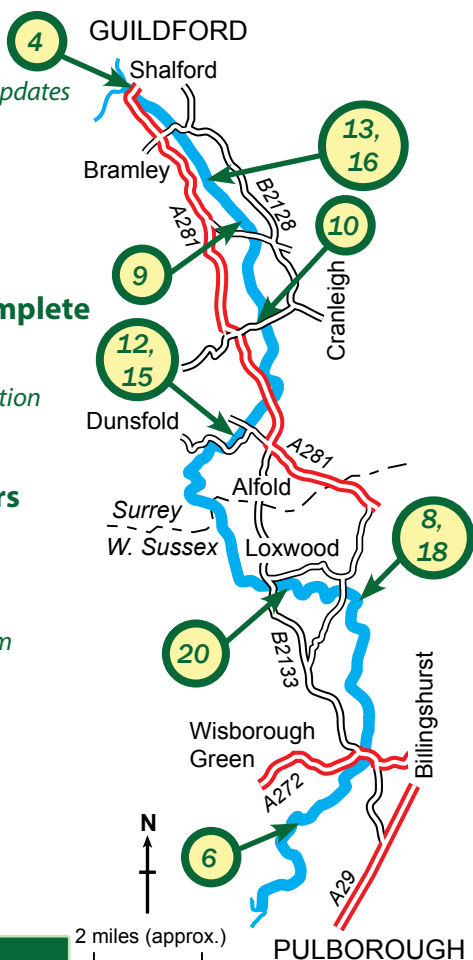 GUILDFORD
4
Shalford
pdates
13,
16
Bramley
B2128
A281
10
9
mplete
Cranleigh
12,
15
tion
Dunsfold
A281
Alfold
rs
Surrey
W. Sussex
8,
18
Loxwood
m
20
B2133
Billingshurst
Wisborough
Green
A272
N
6
A29
2 miles (approx.)
PULBOROUGH